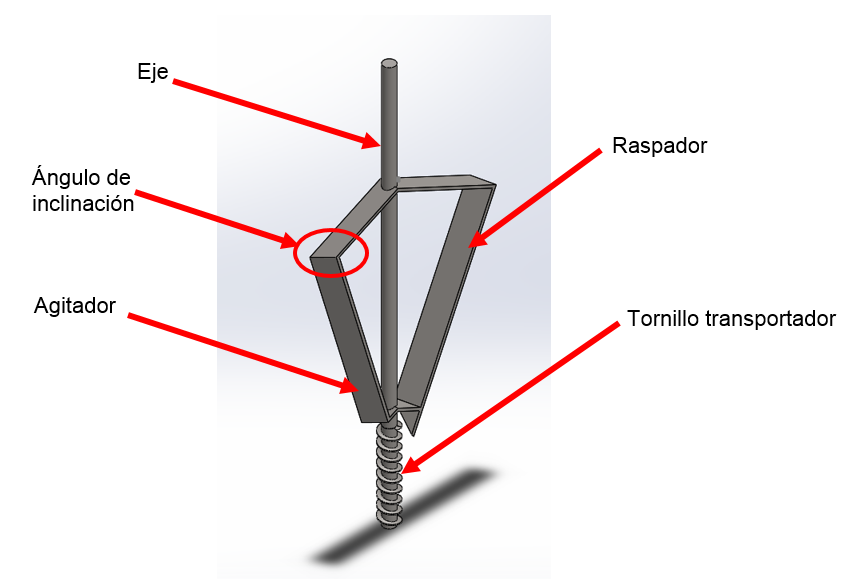 Eje
Raspador
Ángulo de
inclinación
Agitador
Tornillo transportador